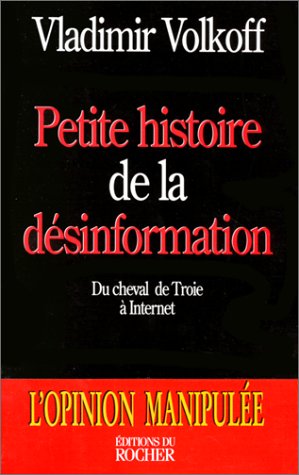 Vladimir Volkoff
Petite histoire
de la
désinformation
Du cheval de Troie
à Internet
L'OPINION MANIPULÉE
ÉDITIONS DU
ROCHER